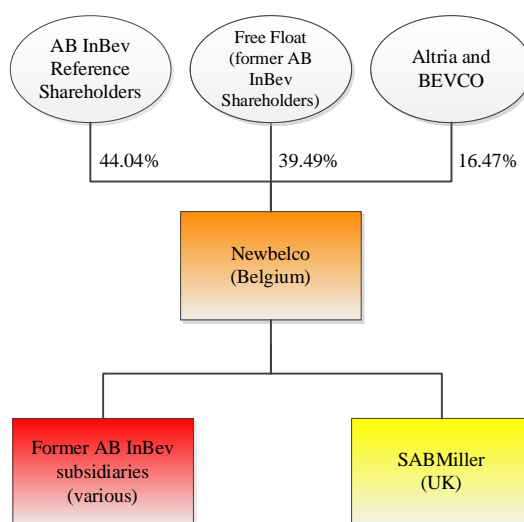 AB InBev
Reference
Shareholders
Free Float
(former AB
InBev
Shareholders)
Altria and
BEVCO
44.04%
39.49%
16.47%
Newbelco
(Belgium)
Former AB InBev
subsidiaries
(various)
SABMiller
(UK)